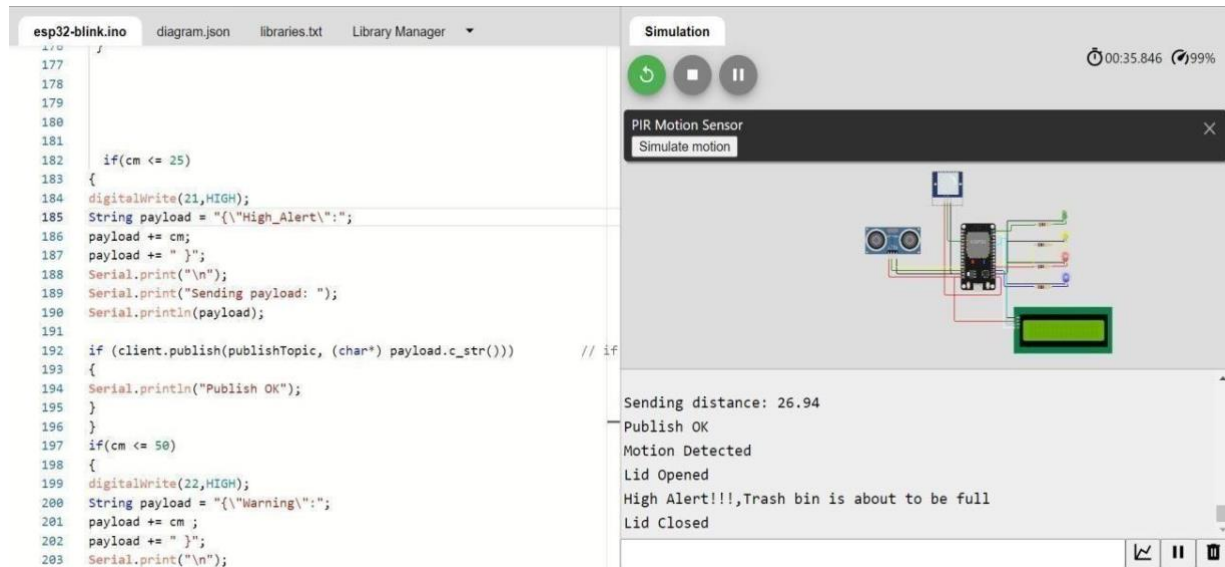 esp32-blink.ino diagram.json libraries.txt Library Manager
176 }
177
178
179
180
181
182 if(cm <= 25)
183 {
184 digitalWrite(21,HIGH);
185 String payload = "{\"High_Alert\":";
186 payload += cm;
187 payload += " }";
188 Serial.print("\n");
189 Serial.print("Sending payload: ");
190 Serial.println(payload);
191
192 if (client.publish(publishTopic, (char*) payload.c_str())) // if
193 {
194 Serial.println("Publish OK");
195 }
196 }
197 if(cm <= 50)
198 {
199 digitalWrite(22,HIGH);
200 String payload = "{\"Warning\":";
201 payload += cm ;
202 payload += " }";
203 Serial.print("\n");
Simulation
00:35.846 99%
PIR Motion Sensor
Simulate motion
Sending distance: 26.94
Publish OK
Motion Detected
Lid Opened
High Alert!!!,Trash bin is about to be full
Lid Closed